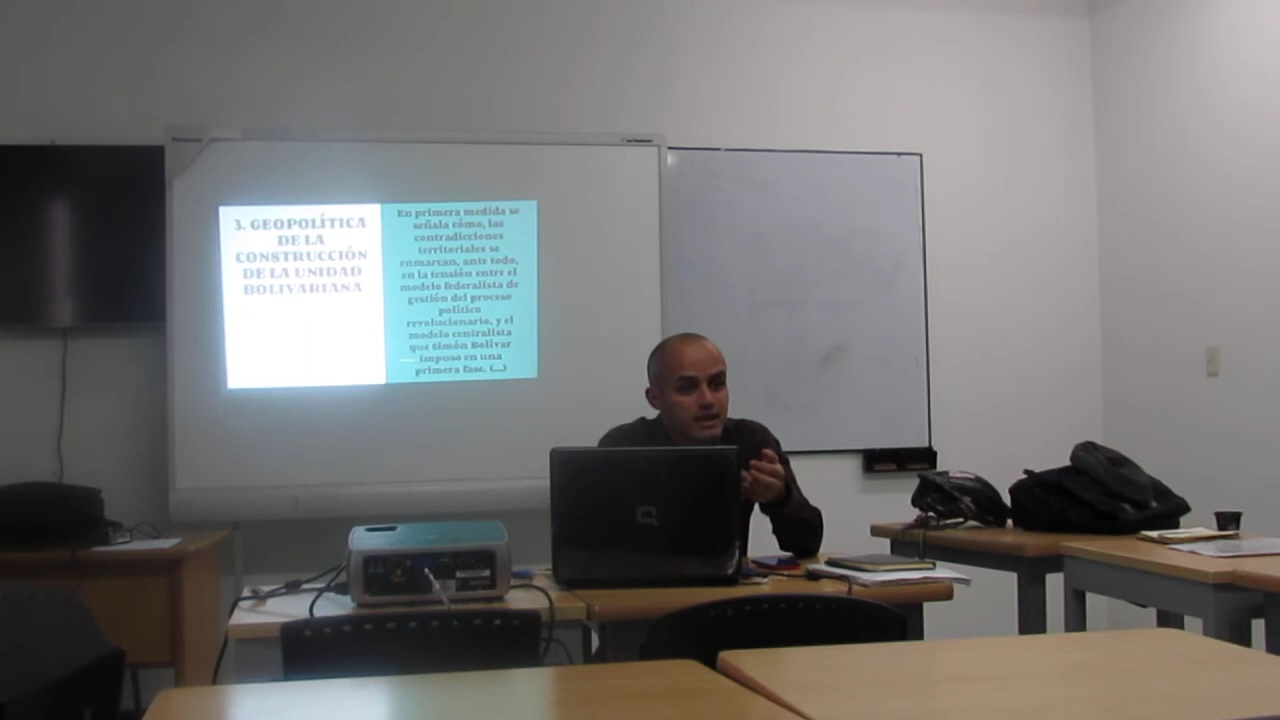 3. GEOPOLÍTICA
DE LA
CONSTRUCCIÓN
DE LA UNIDAD
BOLIVARIANA
En primera medida se
señala cómo, las
contradicciones
territoriales se
enmarcan, ante todo,
en la tensión entre el
modelo federalista de
gestión del proceso
político
revolucionario, y el
modelo centralista
que Simón Bolívar
impuso en una
primera fase. (...)